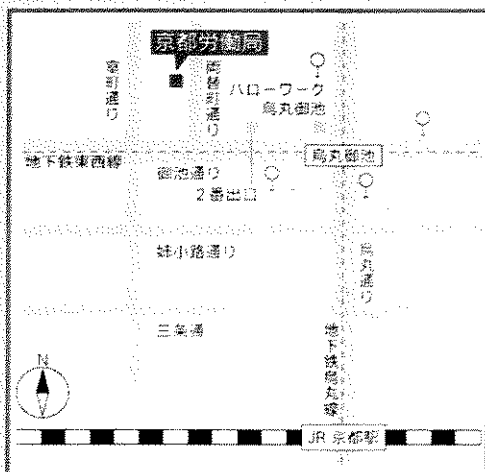 京都労働局
室町通り
両替町通り
ハローワーク
烏丸御池
地下鉄東西線
烏丸御池
御池通り
2番出口
姉小路通り
烏丸通り
三条通
地下鉄烏丸線
N
JR 京都駅